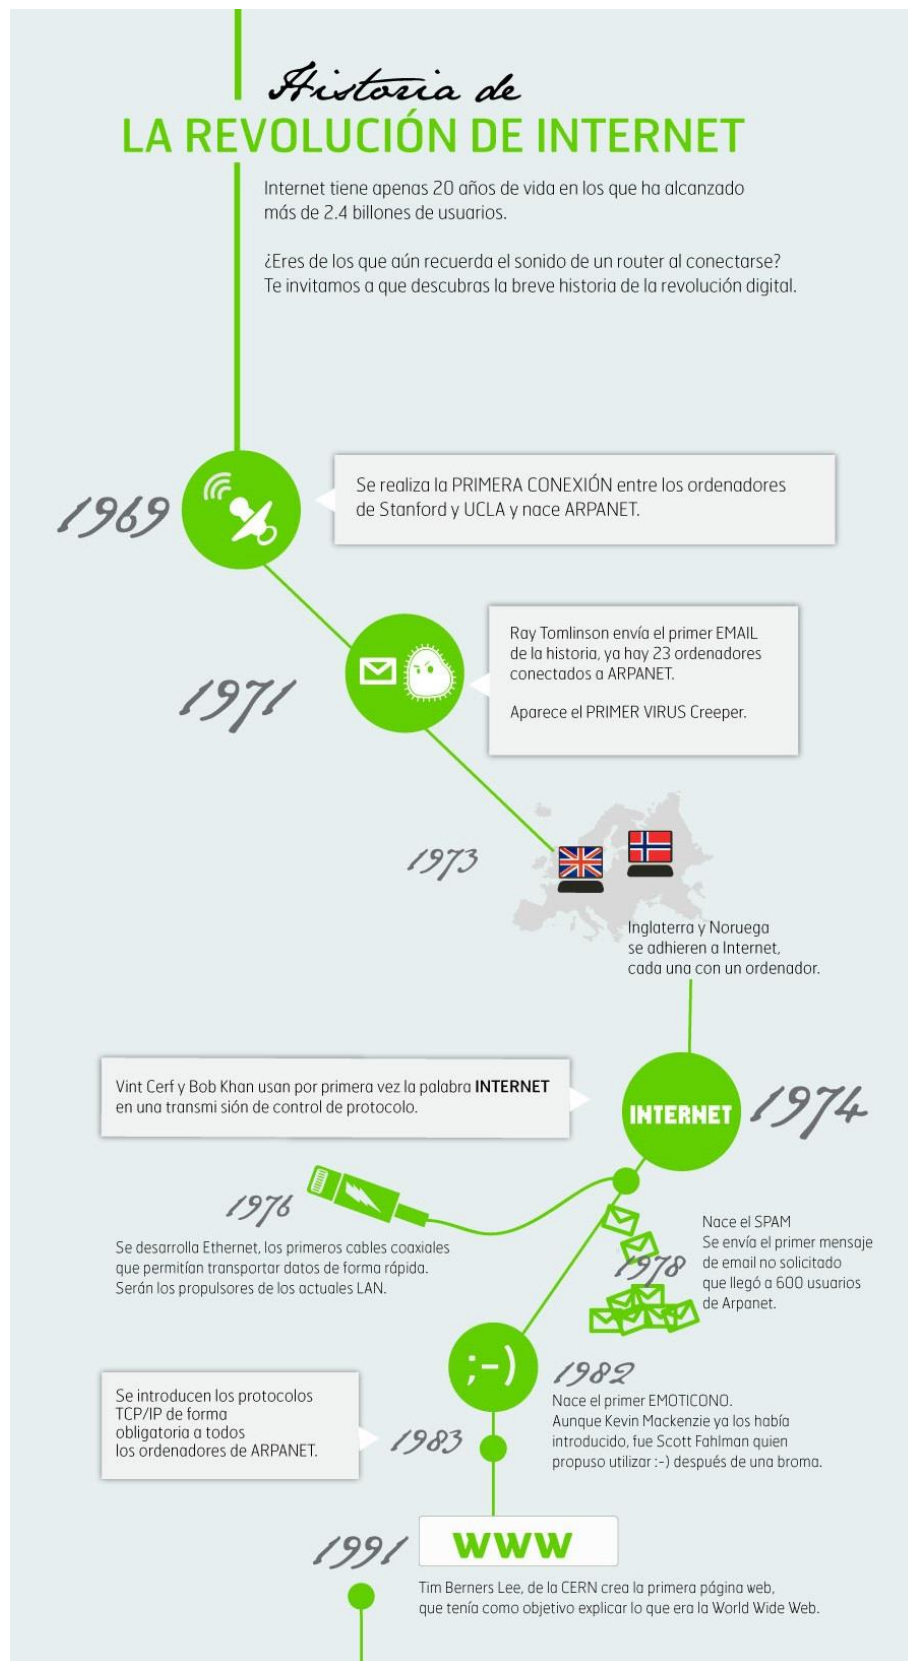 Historia de
LA REVOLUCIÓN DE INTERNET
Internet tiene apenas 20 años de vida en los que ha alcanzado
más de 2.4 billones de usuarios.
¿Eres de los que aún recuerda el sonido de un router al conectarse?
Te invitamos a que descubras la breve historia de la revolución digital.
1969
Se realiza la PRIMERA CONEXIÓN entre los ordenadores
de Stanford y UCLA y nace ARPANET.
1971
Ray Tomlinson envía el primer EMAIL
de la historia, ya hay 23 ordenadores
conectados a ARPANET.
Aparece el PRIMER VIRUS Creeper.
1973
Inglaterra y Noruega
se adhieren a Internet,
cada una con un ordenador.
Vint Cerf y Bob Khan usan por primera vez la palabra INTERNET
en una transmi sión de control de protocolo.
INTERNET
1974
1976
Se desarrolla Ethernet, los primeros cables coaxiales
que permitían transportar datos de forma rápida.
Serán los propulsores de los actuales LAN.
1978
Nace el SPAM
Se envía el primer mensaje
de email no solicitado
que llegó a 600 usuarios
de Arpanet.
;-)
1982
Nace el primer EMOTICONO.
Aunque Kevin Mackenzie ya los había
introducido, fue Scott Fahlman quien
propuso utilizar :-) después de una broma.
Se introducen los protocolos
TCP/IP de forma
obligatoria a todos
los ordenadores de ARPANET.
1983
1991
WWW
Tim Berners Lee, de la CERN crea la primera página web,
que tenía como objetivo explicar lo que era la World Wide Web.